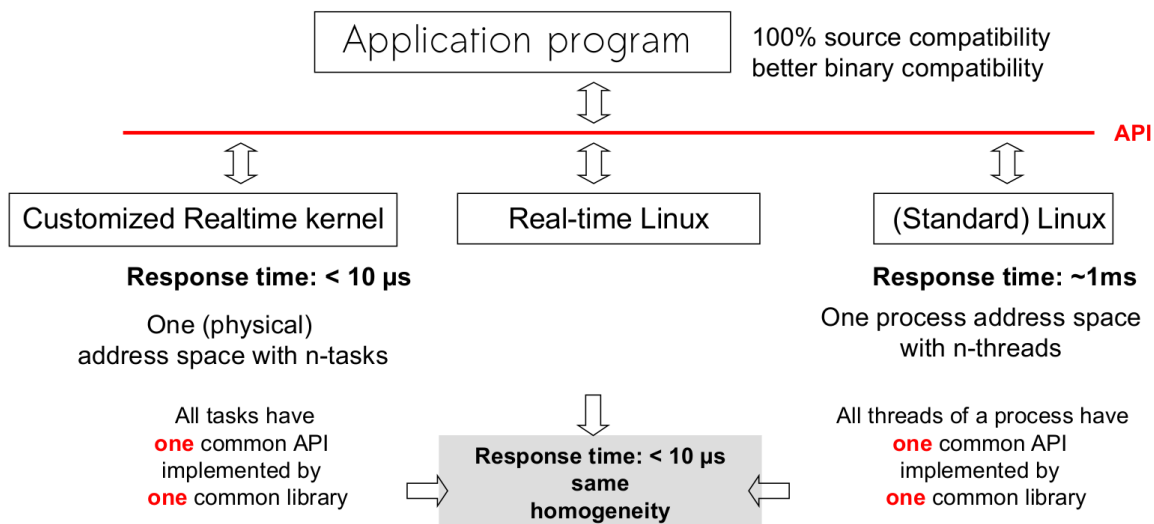 Application program
100% source compatibility
better binary compatibility
API
Customized Realtime kernel
Real-time Linux
(Standard) Linux
Response time: < 10 µs
Response time: ~1ms
One (physical)
address space with n-tasks
One process address space
with n-threads
All tasks have
one common API
implemented by
one common library
Response time: < 10 µs
same
homogeneity
All threads of a process have
one common API
implemented by
one common library